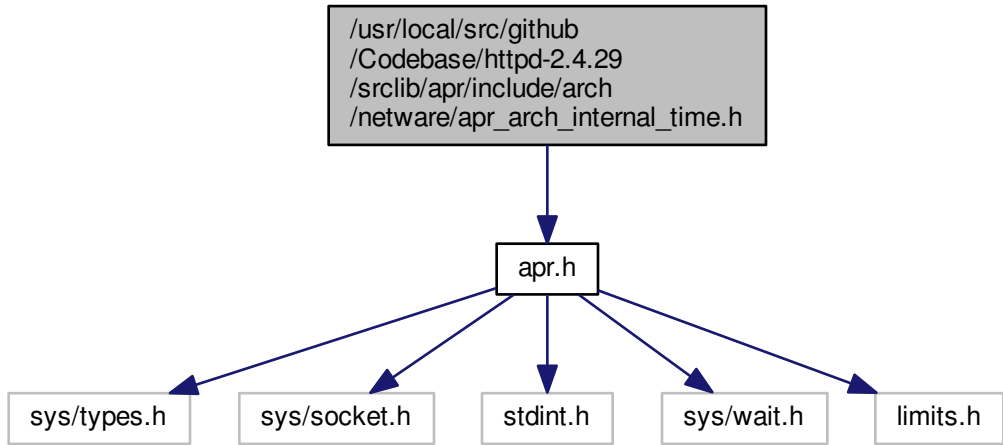 /usr/local/src/github
/Codebase/httpd-2.4.29
/srclib/apr/include/arch
/netware/apr_arch_internal_time.h
apr.h
sys/types.h
sys/socket.h
stdint.h
sys/wait.h
limits.h